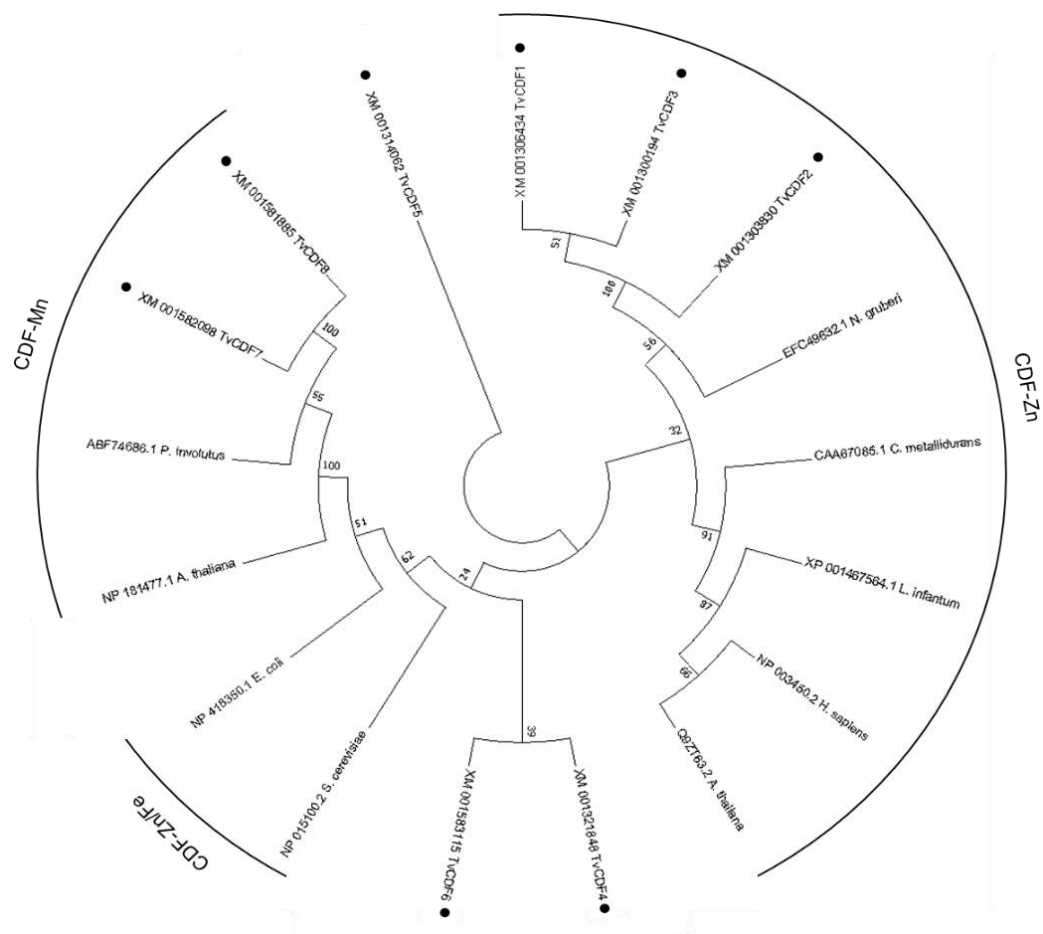 XM 001306434 TvCDF1
XM 001300194 TvCDF3
XM 001303830 TvCDF2
EFC49632.1 N. gruberi
CAA67085.1 C. metallidurans
XP 001467564.1 L. infantum
NP 003450.2 H. sapiens
Q9ZT63.2 A. thaliana
XM 001321848 TvCDF4
XM 001583115 TvCDF6
NP 015100.2 S. cerevisiae
NP 418350.1 E. coli
NP 181477.1 A. thaliana
ABF74686.1 P. involutus
XM 001582098 TvCDF7
XM 001581885 TvCDF8
XM 001314062 TvCDF5
CDF-Zn
CDF-Zn/Fe
CDF-Mn
51
100
56
32
91
97
66
39
24
62
51
100
55
100